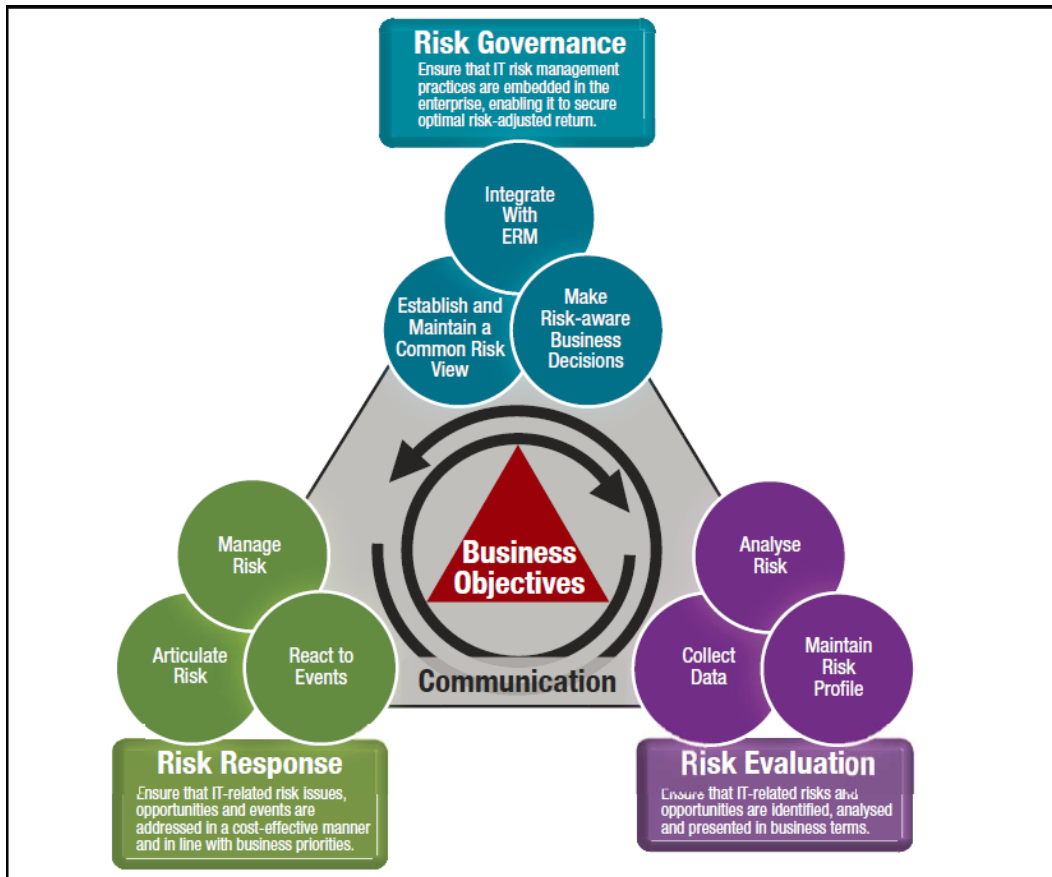 Risk Governance
Ensure that IT risk management
practices are embedded in the
enterprise, enabling it to secure
optimal risk-adjusted return.
Integrate
With
ERM
Establish and
Maintain a
Common Risk
View
Make
Risk-aware
Business
Decisions
Business
Objectives
Communication
Manage
Risk
Articulate
Risk
React to
Events
Analyse
Risk
Collect
Data
Maintain
Risk
Profile
Risk Response
Ensure that IT-related risk issues,
opportunities and events are
addressed in a cost-effective manner
and in line with business priorities.
Risk Evaluation
Ensure that IT-related risks and
opportunities are identified, analysed
and presented in business terms.